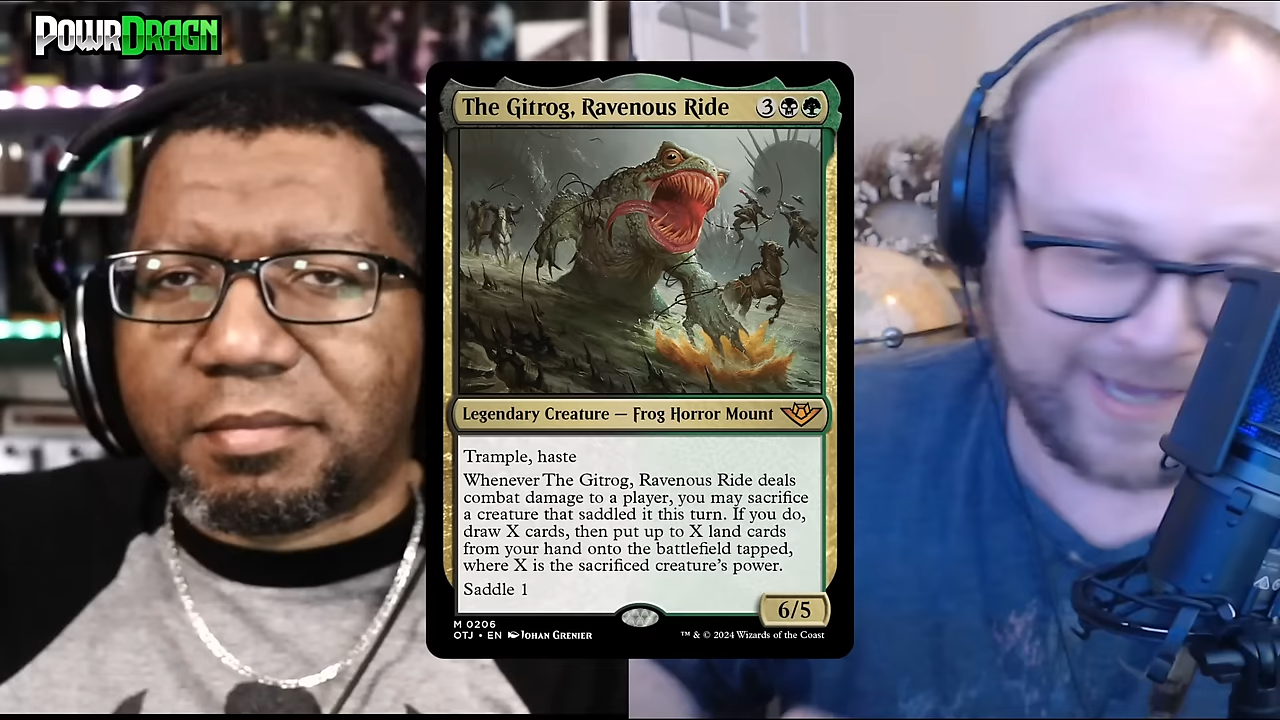 POWRDRAGN
The Gitrog, Ravenous Ride 3
Legendary Creature — Frog Horror Mount
Trample, haste
Whenever The Gitrog, Ravenous Ride deals
combat damage to a player, you may sacrifice
a creature that saddled it this turn. If you do,
draw X cards, then put up to X land cards
from your hand onto the battlefield tapped,
where X is the sacrificed creature's power.
Saddle 1
6/5
M 0206
OTJ • EN Johan Grenier
™ & © 2024 Wizards of the Coast